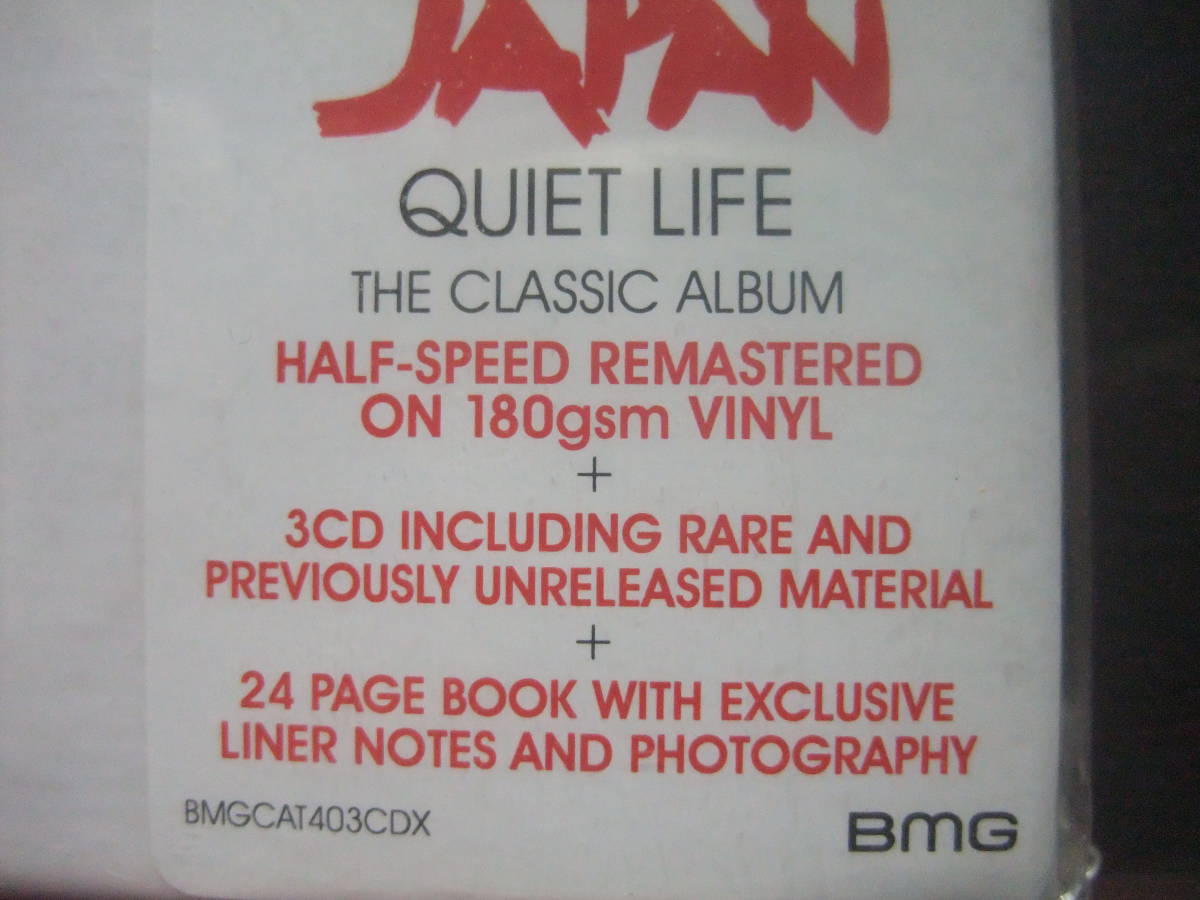 JAPAN
QUIET LIFE
THE CLASSIC ALBUM
HALF-SPEED REMASTERED
ON 180gsm VINYL
+
3CD INCLUDING RARE AND
PREVIOUSLY UNRELEASED MATERIAL
+
24 PAGE BOOK WITH EXCLUSIVE
LINER NOTES AND PHOTOGRAPHY
BMGCAT403CDX
BMG